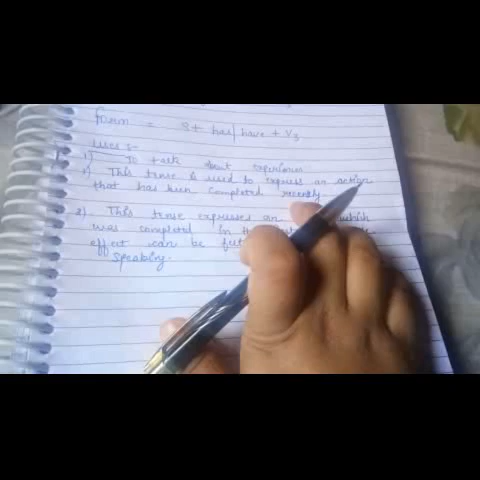 form = S + has/have + V3
uses :-
1) To talk about experience
1) This tense is used to express an action
that has been completed recently
2) This tense expresses an which
was completed in the
effect can be felt
speaking.